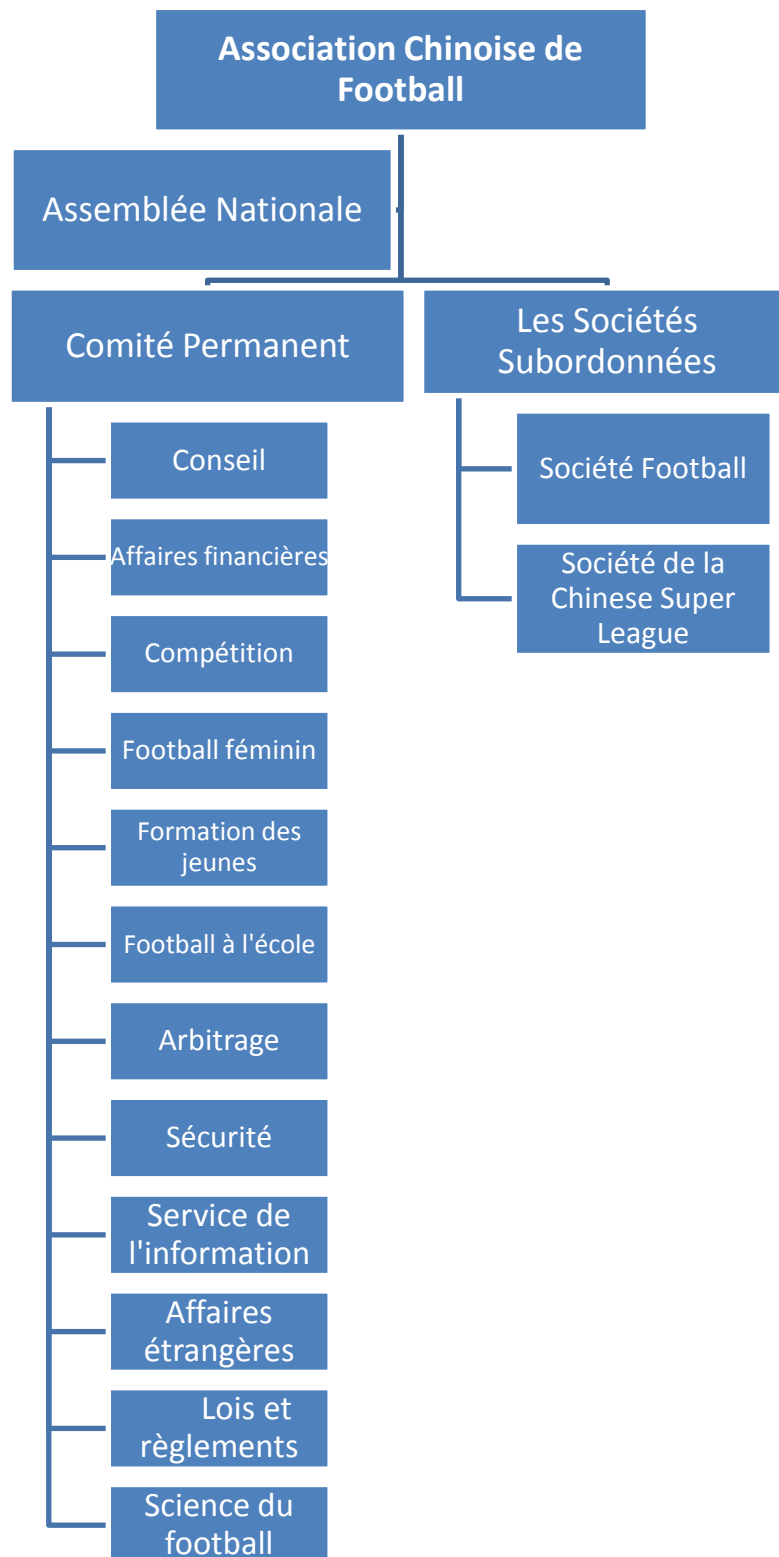 Association Chinoise de
Football
Assemblée Nationale
Comité Permanent
Les Sociétés
Subordonnées
Conseil
Affaires financières
Compétition
Football féminin
Formation des
jeunes
Football à l'école
Arbitrage
Sécurité
Service de
l'information
Affaires
étrangères
Lois et
règlements
Science du
football
Société Football
Société de la
Chinese Super
League